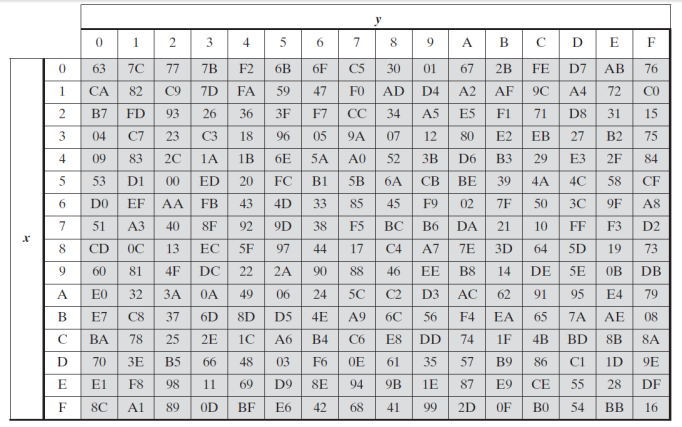 y
0 1 2 3 4 5 6 7 8 9 A B C D E F
0 63 7C 77 7B F2 6B 6F C5 30 01 67 2B FE D7 AB 76
1 CA 82 C9 7D FA 59 47 F0 AD D4 A2 AF 9C A4 72 C0
2 B7 FD 93 26 36 3F F7 CC 34 A5 E5 F1 71 D8 31 15
3 04 C7 23 C3 18 96 05 9A 07 12 80 E2 EB 27 B2 75
4 09 83 2C 1A 1B 6E 5A A0 52 3B D6 B3 29 E3 2F 84
5 53 D1 00 ED 20 FC B1 5B 6A CB BE 39 4A 4C 58 CF
6 D0 EF AA FB 43 4D 33 85 45 F9 02 7F 50 3C 9F A8
7 51 A3 40 8F 92 9D 38 F5 BC B6 DA 21 10 FF F3 D2
x
8 CD 0C 13 EC 5F 97 44 17 C4 A7 7E 3D 64 5D 19 73
9 60 81 4F DC 22 2A 90 88 46 EE B8 14 DE 5E 0B DB
A E0 32 3A 0A 49 06 24 5C C2 D3 AC 62 91 95 E4 79
B E7 C8 37 6D 8D D5 4E A9 6C 56 F4 EA 65 7A AE 08
C BA 78 25 2E 1C A6 B4 C6 E8 DD 74 1F 4B BD 8B 8A
D 70 3E B5 66 48 03 F6 0E 61 35 57 B9 86 C1 1D 9E
E E1 F8 98 11 69 D9 8E 94 9B 1E 87 E9 CE 55 28 DF
F 8C A1 89 0D BF E6 42 68 41 99 2D 0F B0 54 BB 16